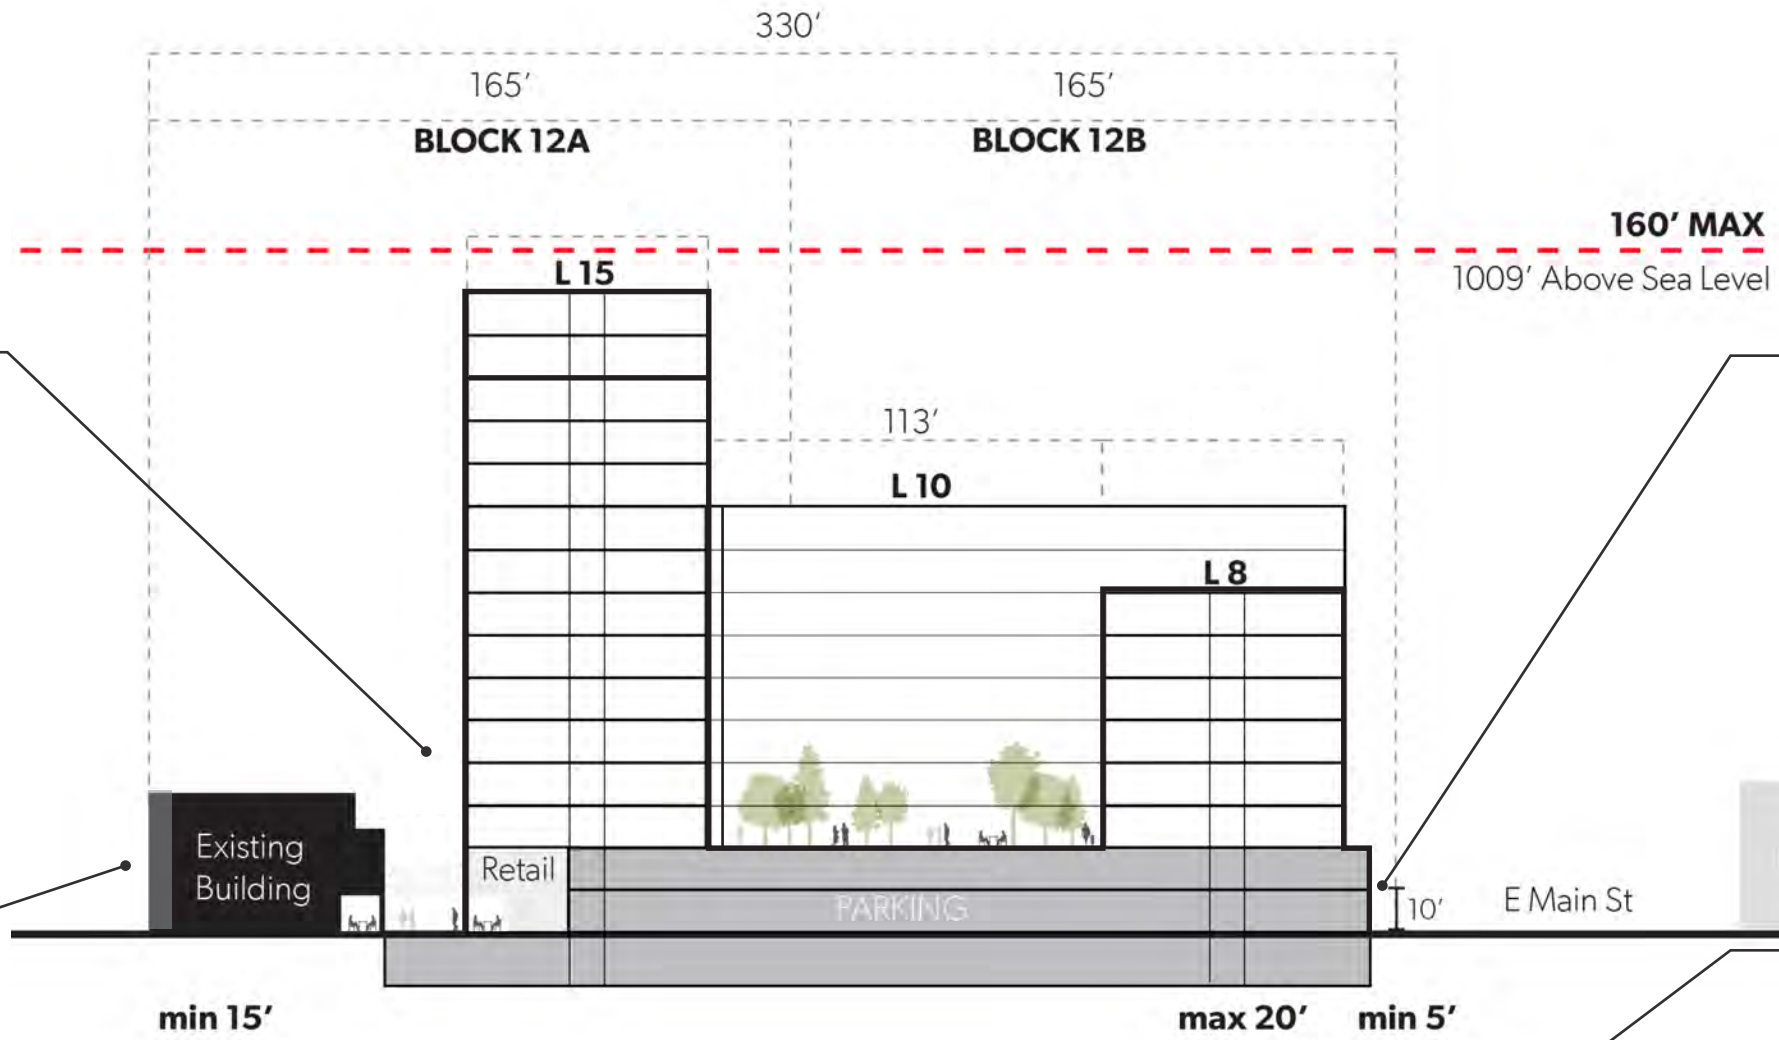 330′
165′
165′
BLOCK 12A
BLOCK 12B
160′ MAX
1009′ Above Sea Level
L 15
113′
L 10
L 8
Existing
Building
Retail
PARKING
10′
E Main St
min 15′
max 20′
min 5′